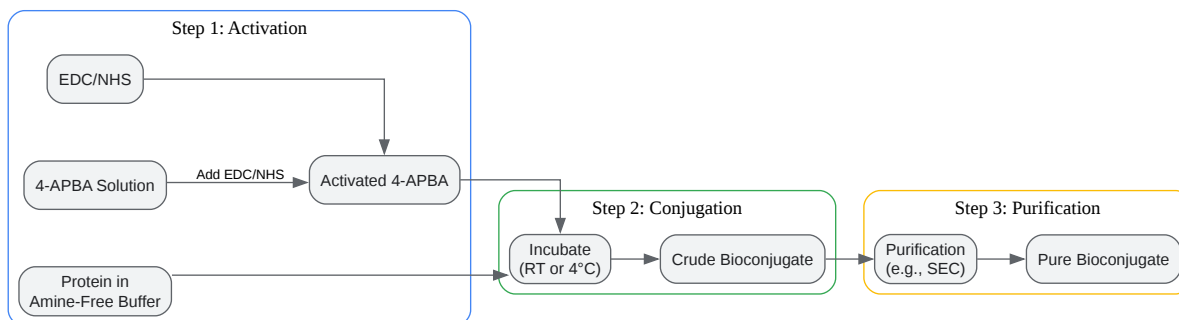 Step 1: Activation
EDC/NHS
4-APBA Solution
Add EDC/NHS
Activated 4-APBA
Protein in
Amine-Free Buffer
Step 2: Conjugation
Incubate
(RT or 4°C)
Crude Bioconjugate
Step 3: Purification
Purification
(e.g., SEC)
Pure Bioconjugate